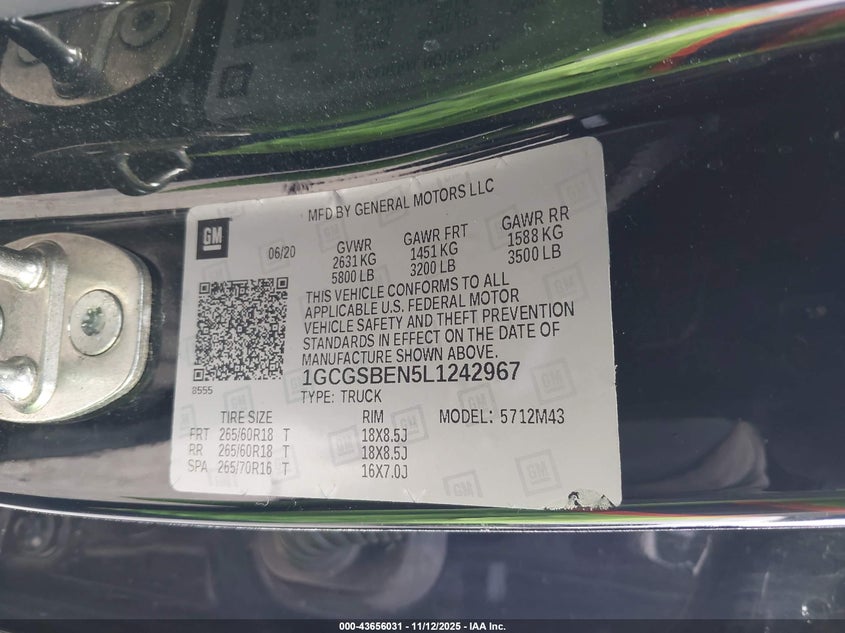 MFD BY GENERAL MOTORS LLC
GM
06/20
GVWR GAWR FRT GAWR RR
2631 KG 1451 KG 1588 KG
5800 LB 3200 LB 3500 LB
THIS VEHICLE CONFORMS TO ALL
APPLICABLE U.S. FEDERAL MOTOR
VEHICLE SAFETY AND THEFT PREVENTION
STANDARDS IN EFFECT ON THE DATE OF
MANUFACTURE SHOWN ABOVE.
8555
1GCGSBEN5L1242967
TYPE: TRUCK
TIRE SIZE RIM MODEL: 5712M43
FRT 265/60R18 T 18X8.5J
RR 265/60R18 T 18X8.5J
SPA 265/70R16 T 16X7.0J
000-43656031 - 11/12/2025 - IAA Inc.